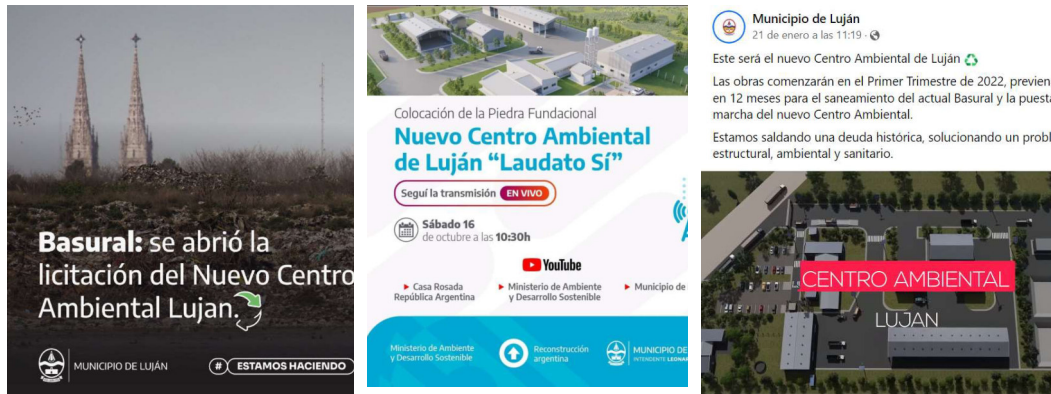 Basural: se abrió la
licitación del Nuevo Centro
Ambiental Lujan.
MUNICIPIO DE LUJÁN
# ESTAMOS HACIENDO
Colocación de la Piedra Fundacional
Nuevo Centro Ambiental
de Luján “Laudato Sí”
Seguí la transmisión EN VIVO
Sábado 16
de octubre a las 10:30h
YouTube
Casa Rosada
República Argentina
Ministerio de Ambiente
y Desarrollo Sostenible
Municipio de
Ministerio de Ambiente
y Desarrollo Sostenible
Reconstrucción
argentina
MUNICIPIO DE
INTENDENTE
Municipio de Luján
21 de enero a las 11:19 ·
Este será el nuevo Centro Ambiental de Luján
Las obras comenzarán en el Primer Trimestre de 2022, previen
en 12 meses para el saneamiento del actual Basural y la puesta
marcha del nuevo Centro Ambiental.
Estamos saldando una deuda histórica, solucionando un probl
estructural, ambiental y sanitario.
CENTRO AMBIENTAL
LUJAN